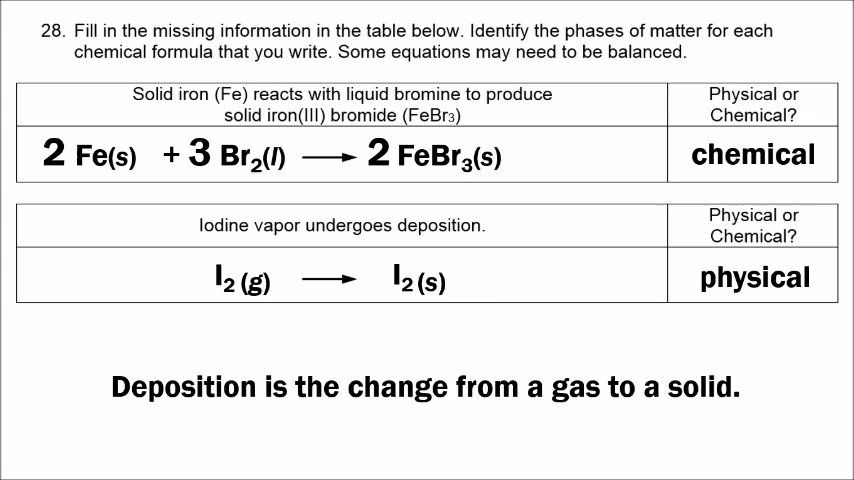 28. Fill in the missing information in the table below. Identify the phases of matter for each
chemical formula that you write. Some equations may need to be balanced.
Solid iron (Fe) reacts with liquid bromine to produce
solid iron(III) bromide (FeBr₃)
Physical or
Chemical?
2 Fe(s) + 3 Br₂(l) ⟶ 2 FeBr₃(s)
chemical
Iodine vapor undergoes deposition.
Physical or
Chemical?
I₂ (g) ⟶ I₂ (s)
physical
Deposition is the change from a gas to a solid.